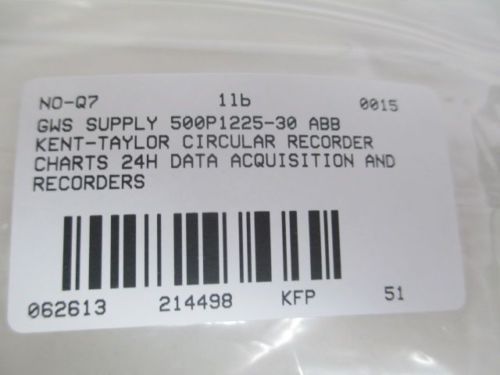 NO-Q7 1lb 0015
GWS SUPPLY 500P1225-30 ABB
KENT-TAYLOR CIRCULAR RECORDER
CHARTS 24H DATA ACQUISITION AND
RECORDERS
062613 214498 KFP 51